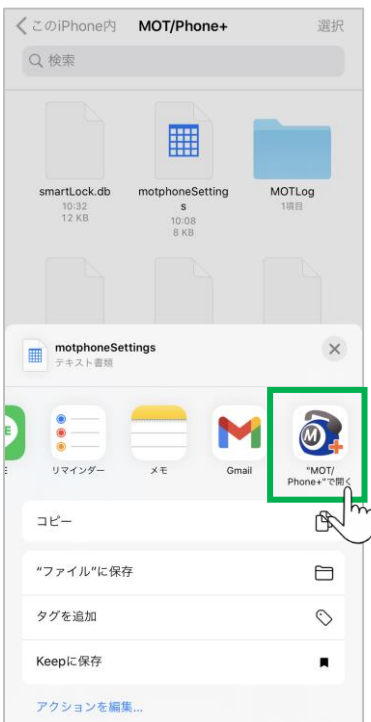 このiPhone内 MOT/Phone+ 選択
検索
smartLock.db motphoneSetting MOTLog
s
10:32 1項目
12 KB 10:08
8 KB
motphoneSettings
テキスト書類
E
リマインダー メモ Gmail "MOT/
Phone+"で開く
コピー
"ファイル"に保存
タグを追加
Keepに保存
アクションを編集...